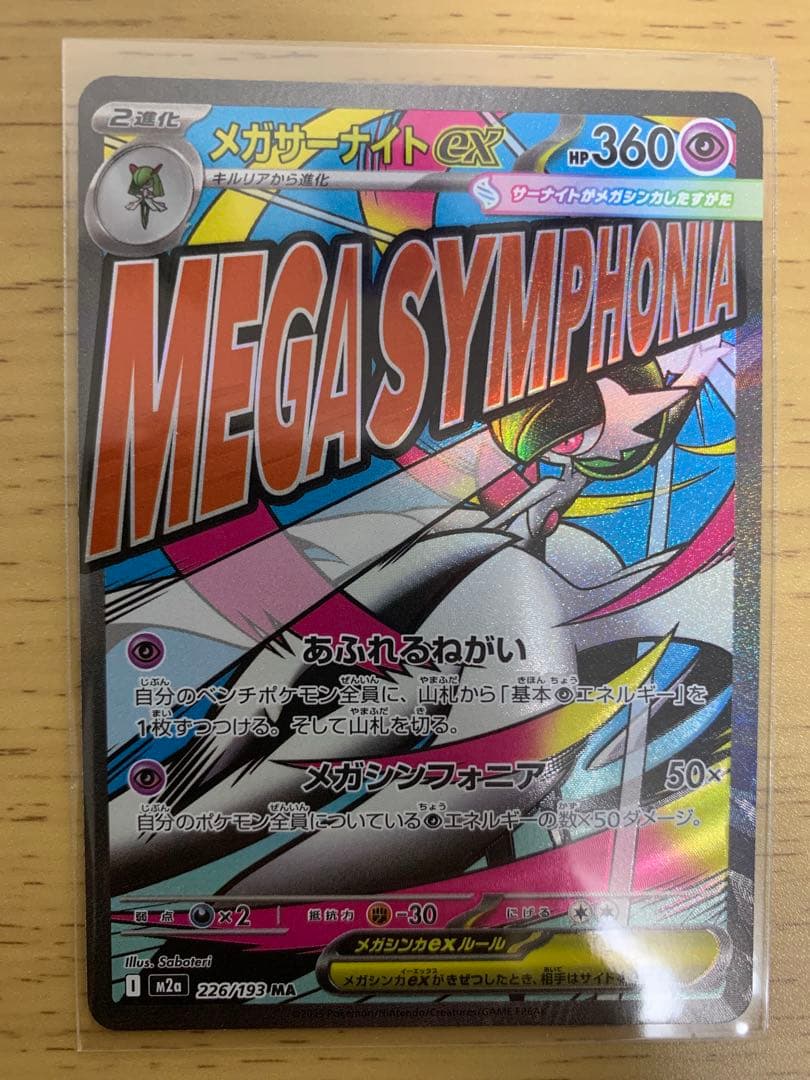 2進化
メガサーナイトex
HP360
キルリアから進化
サーナイトがメガシンカしたすがた
MEGASYMPHONIA
あふれるねがい
自分のベンチポケモン全員に、山札から「基本エネルギー」を
1枚ずつつける。そして山札を切る。
メガシンフォニア 50×
自分のポケモン全員についているエネルギーの数×50ダメージ。
弱点 ×2 抵抗力 -30 にげる
メガシンカexルール
メガシンカexがきぜつしたとき、相手はサイド
Illus. Saboteri
I m2a 226/193 MA
©2025 Pokémon/Nintendo/Creatures/GAME FREAK